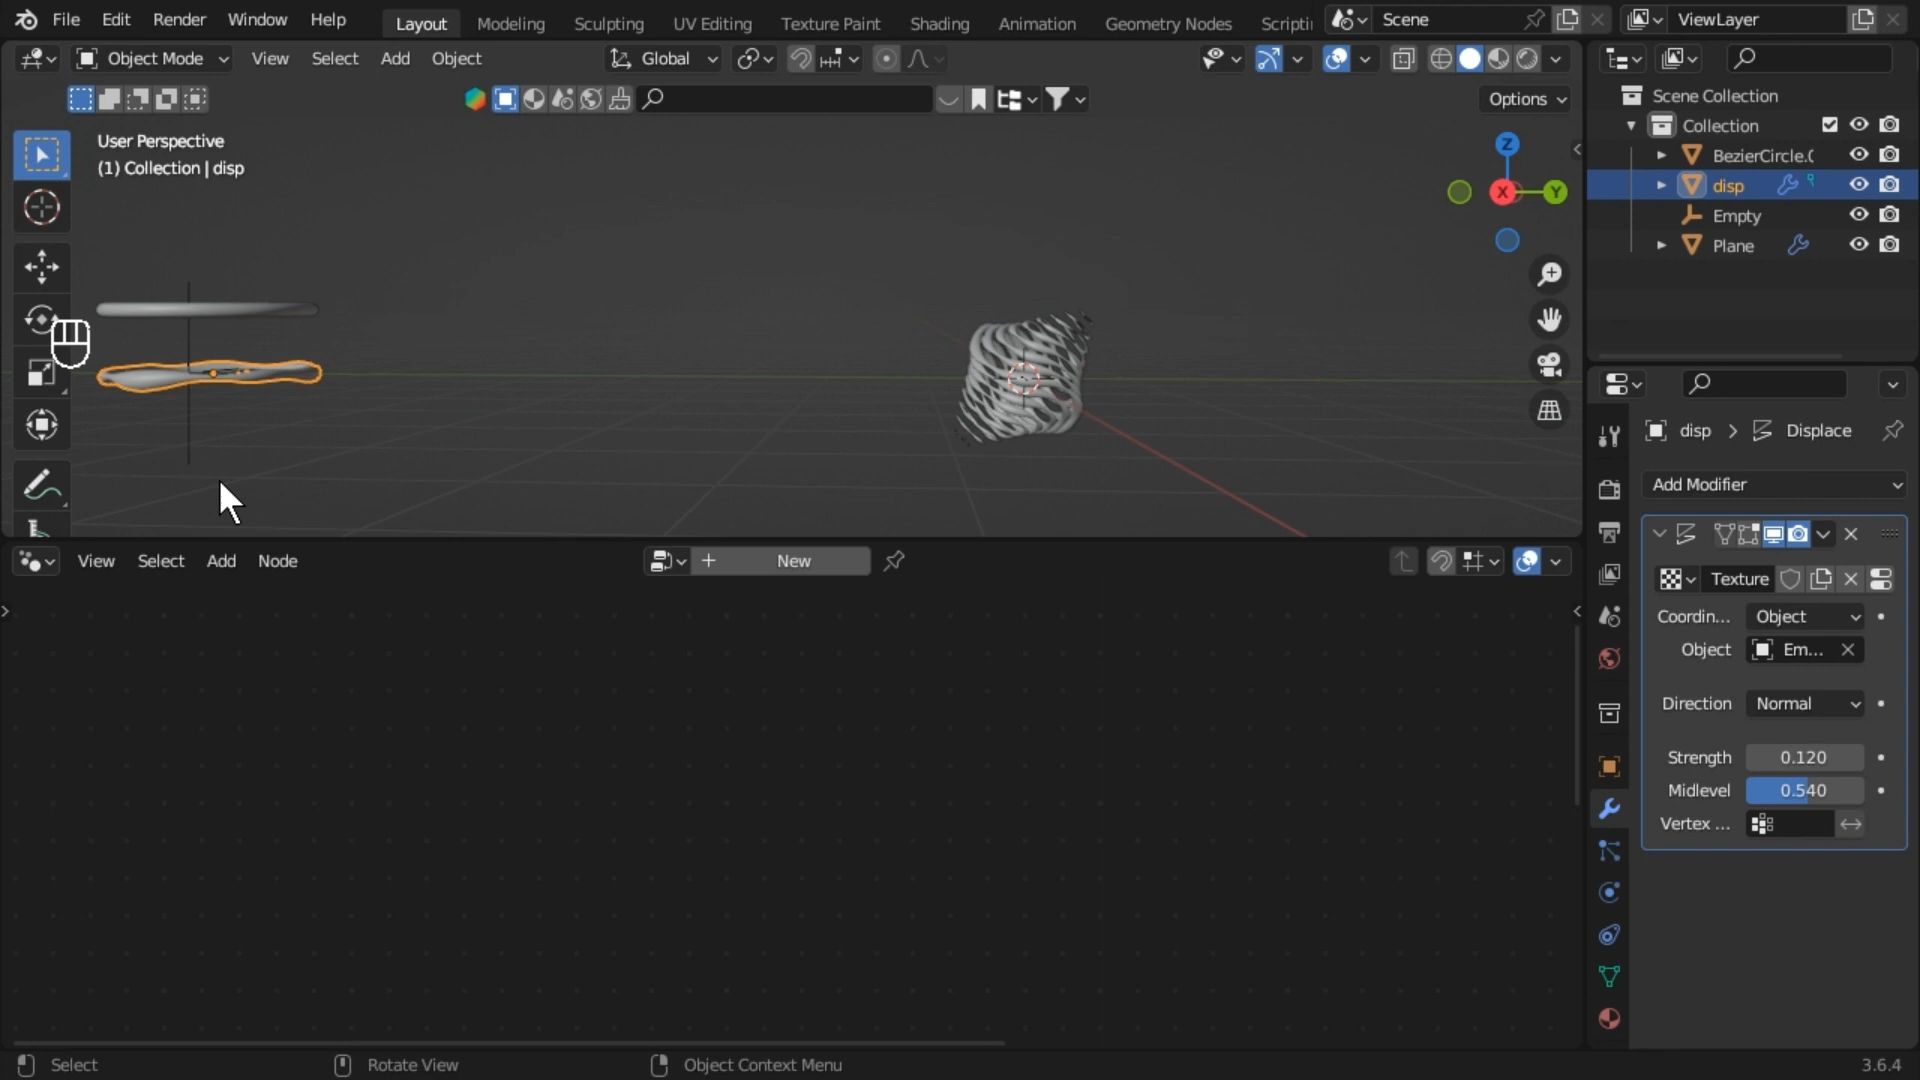 File Edit Render Window Help Layout Modeling Sculpting UV Editing Texture Paint Shading Animation Geometry Nodes Scripti Scene ViewLayer
Object Mode View Select Add Object Global
Options
User Perspective
(1) Collection | disp
Z
X
Y
Scene Collection
Collection
BezierCircle.0
disp
Empty
Plane
disp > Displace
Add Modifier
Texture
Coordin... Object
Object Em...
Direction Normal
Strength 0.120
Midlevel 0.540
Vertex ...
View Select Add Node New
Select Rotate View Object Context Menu 3.6.4